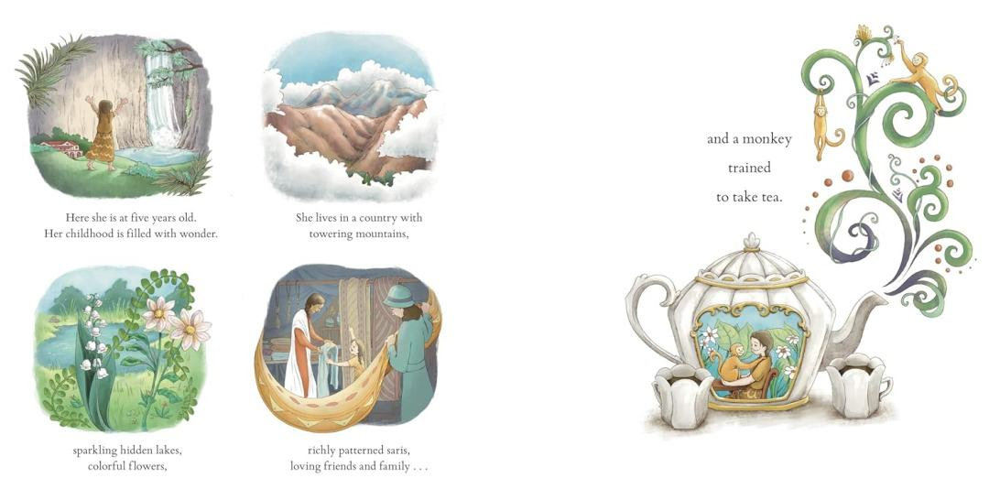 Here she is at five years old.
Her childhood is filled with wonder.
She lives in a country with
towering mountains,
sparkling hidden lakes,
colorful flowers,
richly patterned saris,
loving friends and family . . .
and a monkey
trained
to take tea.